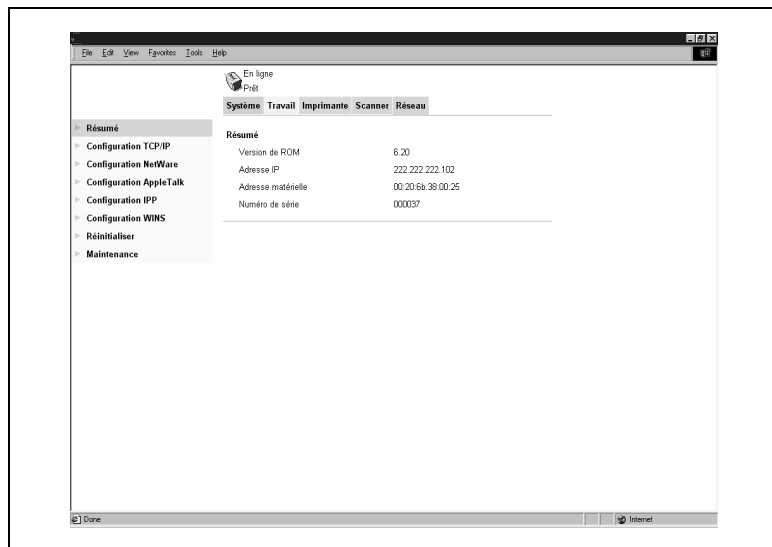 File Edit View Favorites Tools Help
En ligne
Prêt
Système Travail Imprimante Scanner Réseau
Résumé
Configuration TCP/IP
Configuration NetWare
Configuration AppleTalk
Configuration IPP
Configuration WINS
Réinitialiser
Maintenance
Résumé
Version de ROM 6.20
Adresse IP 222.222.222.102
Adresse matérielle 00:20:6b:38:00:25
Numéro de série 000037
Done Internet